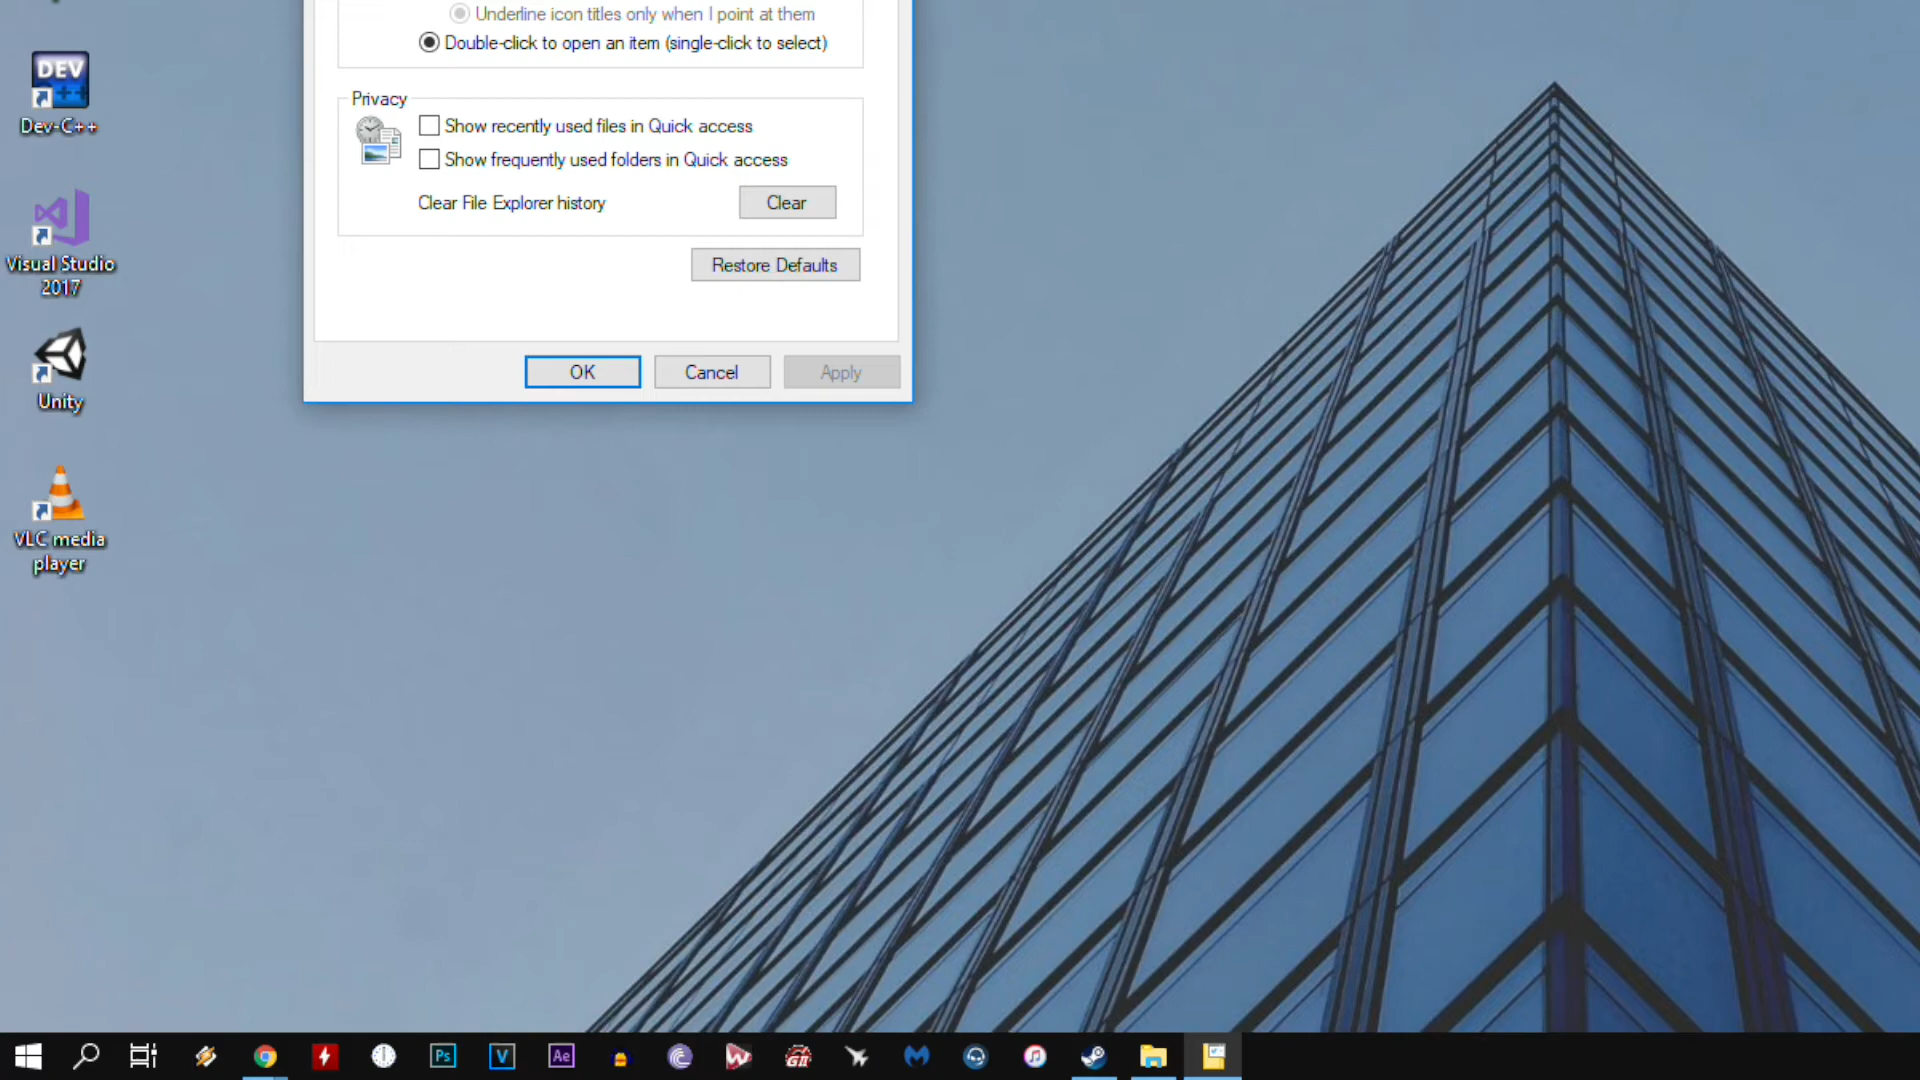 Underline icon titles only when I point at them
Double-click to open an item (single-click to select)
Privacy
Show recently used files in Quick access
Show frequently used folders in Quick access
Clear File Explorer history
Clear
Restore Defaults
OK
Cancel
Apply
DEV
++
Dev-C++
Visual Studio
2017
Unity
VLC media
player
Ps
V
Ae
GII